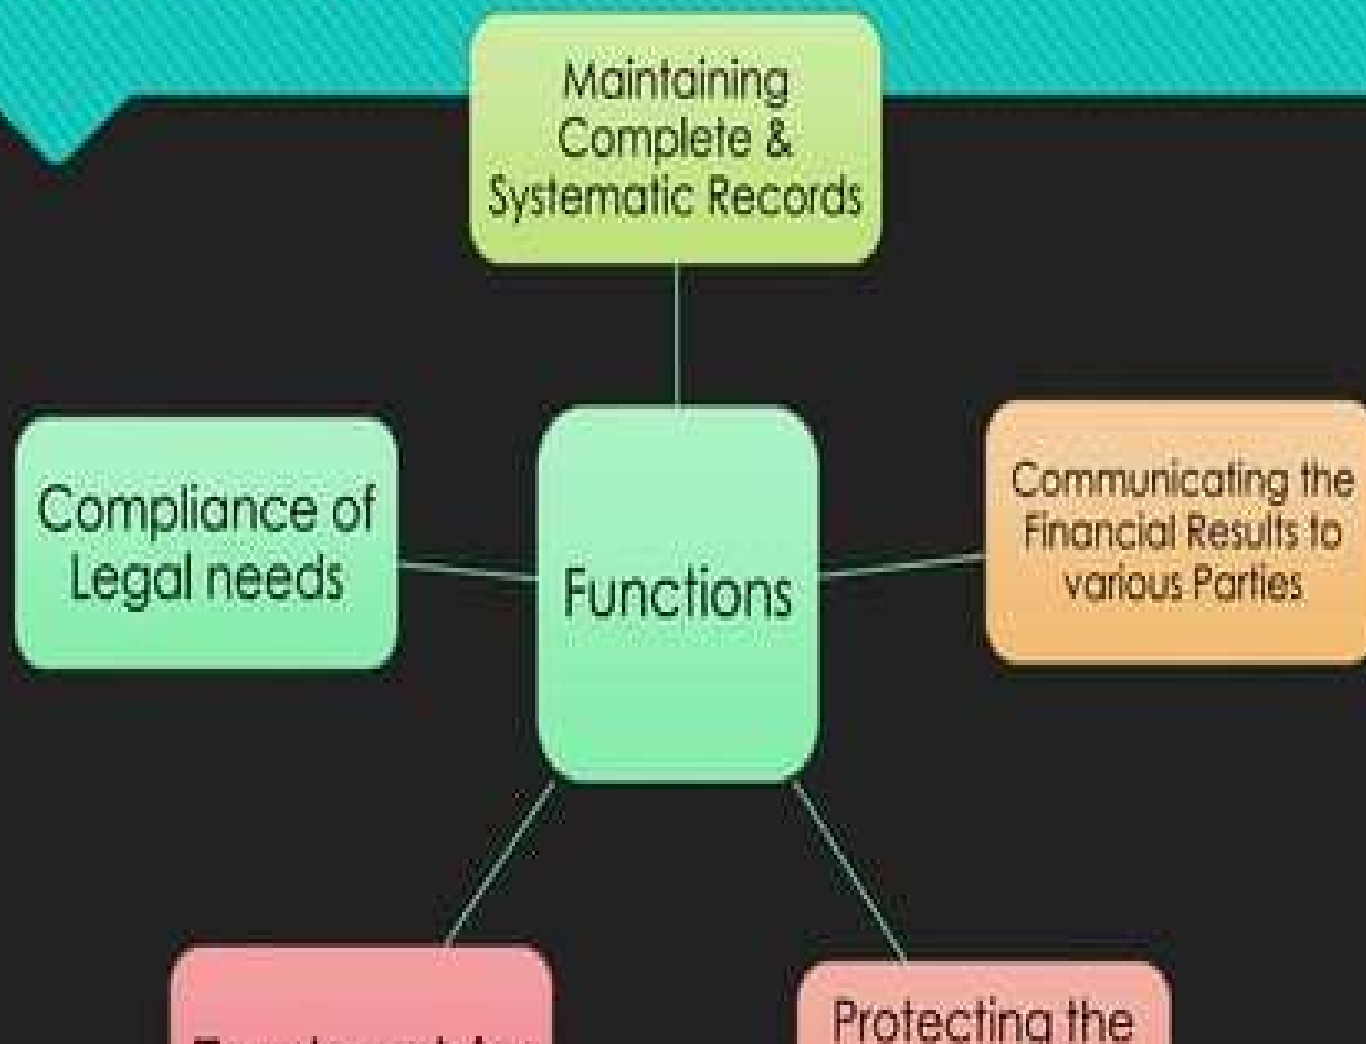 Maintaining
Complete &
Systematic Records
Compliance of
Legal needs
Functions
Communicating the
Financial Results to
various Parties
Protecting the